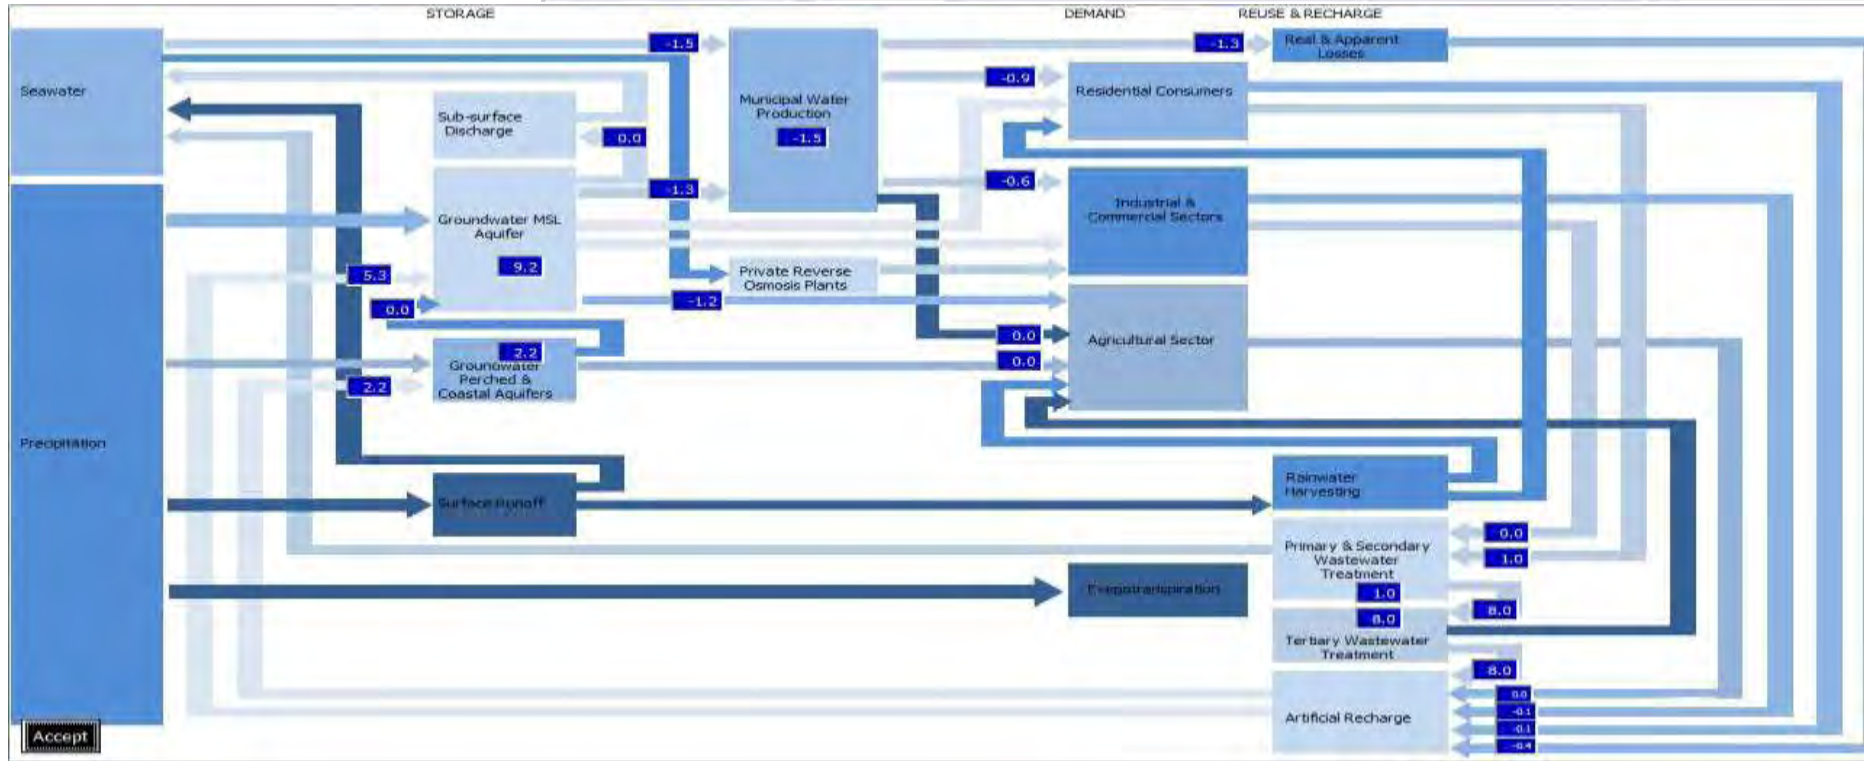 STORAGE
DEMAND
REUSE & RECHARGE
Seawater
Precipitation
Accept
Sub-surface
Discharge
0.0
Groundwater MSL
Aquifer
9.2
5.3
0.0
2.2
Groundwater
Perched &
Coastal Aquifers
2.2
Surface Runoff
-1.5
-1.3
-1.2
Municipal Water
Production
-1.5
Private Reverse
Osmosis Plants
-1.3
-0.9
-0.6
0.0
0.0
Residential Consumers
Industrial &
Commercial Sectors
Agricultural Sector
Evapotranspiration
Real & Apparent
Losses
Rainwater
Harvesting
Primary & Secondary
Wastewater
Treatment
1.0
0.0
1.0
8.0
8.0
Tertiary Wastewater
Treatment
8.0
Artificial Recharge
0.0
-0.1
-0.1
-0.4